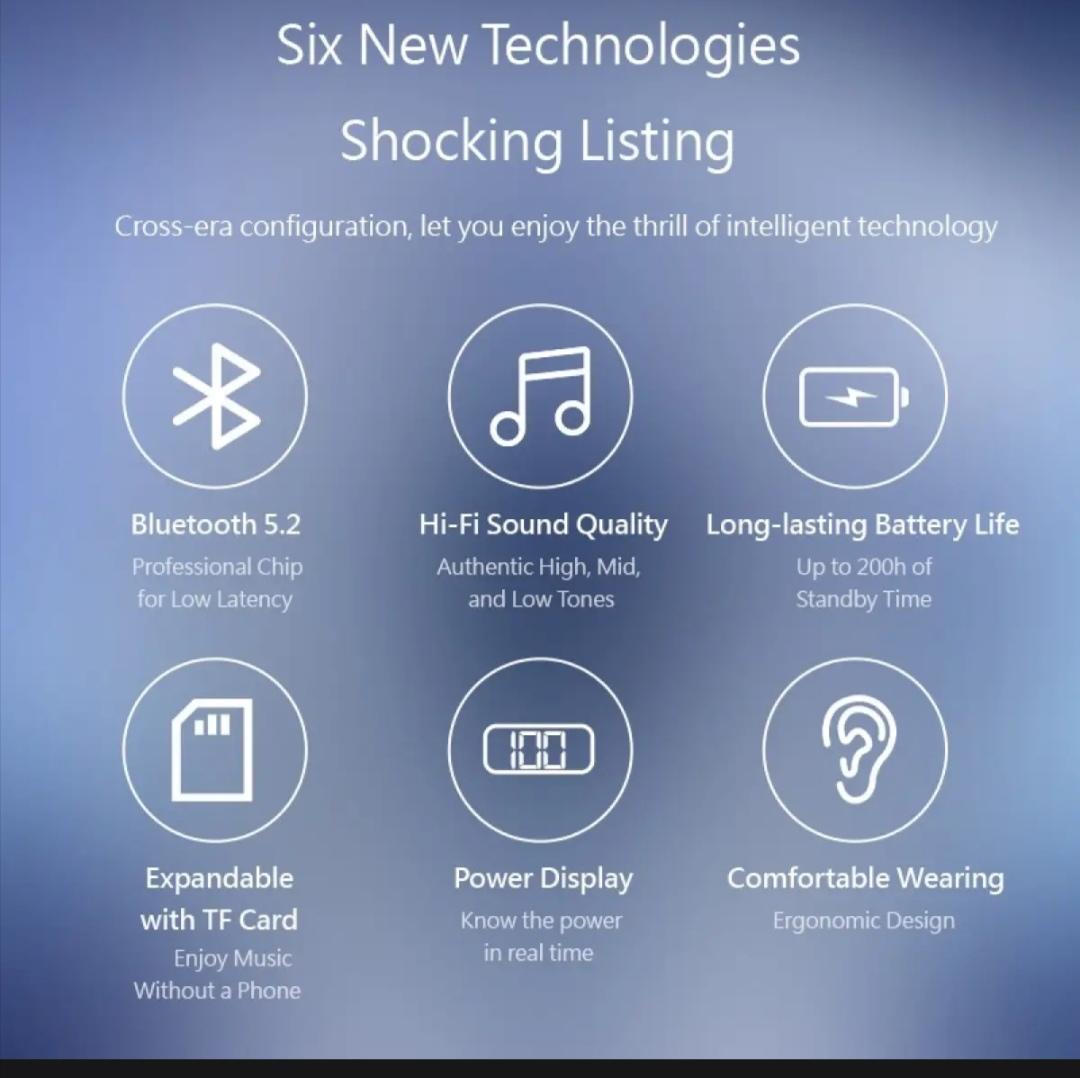 Six New Technologies
Shocking Listing
Cross-era configuration, let you enjoy the thrill of intelligent technology
Bluetooth 5.2
Professional Chip
for Low Latency
Hi-Fi Sound Quality
Authentic High, Mid,
and Low Tones
Long-lasting Battery Life
Up to 200h of
Standby Time
100
Expandable
with TF Card
Enjoy Music
Without a Phone
Power Display
Know the power
in real time
Comfortable Wearing
Ergonomic Design